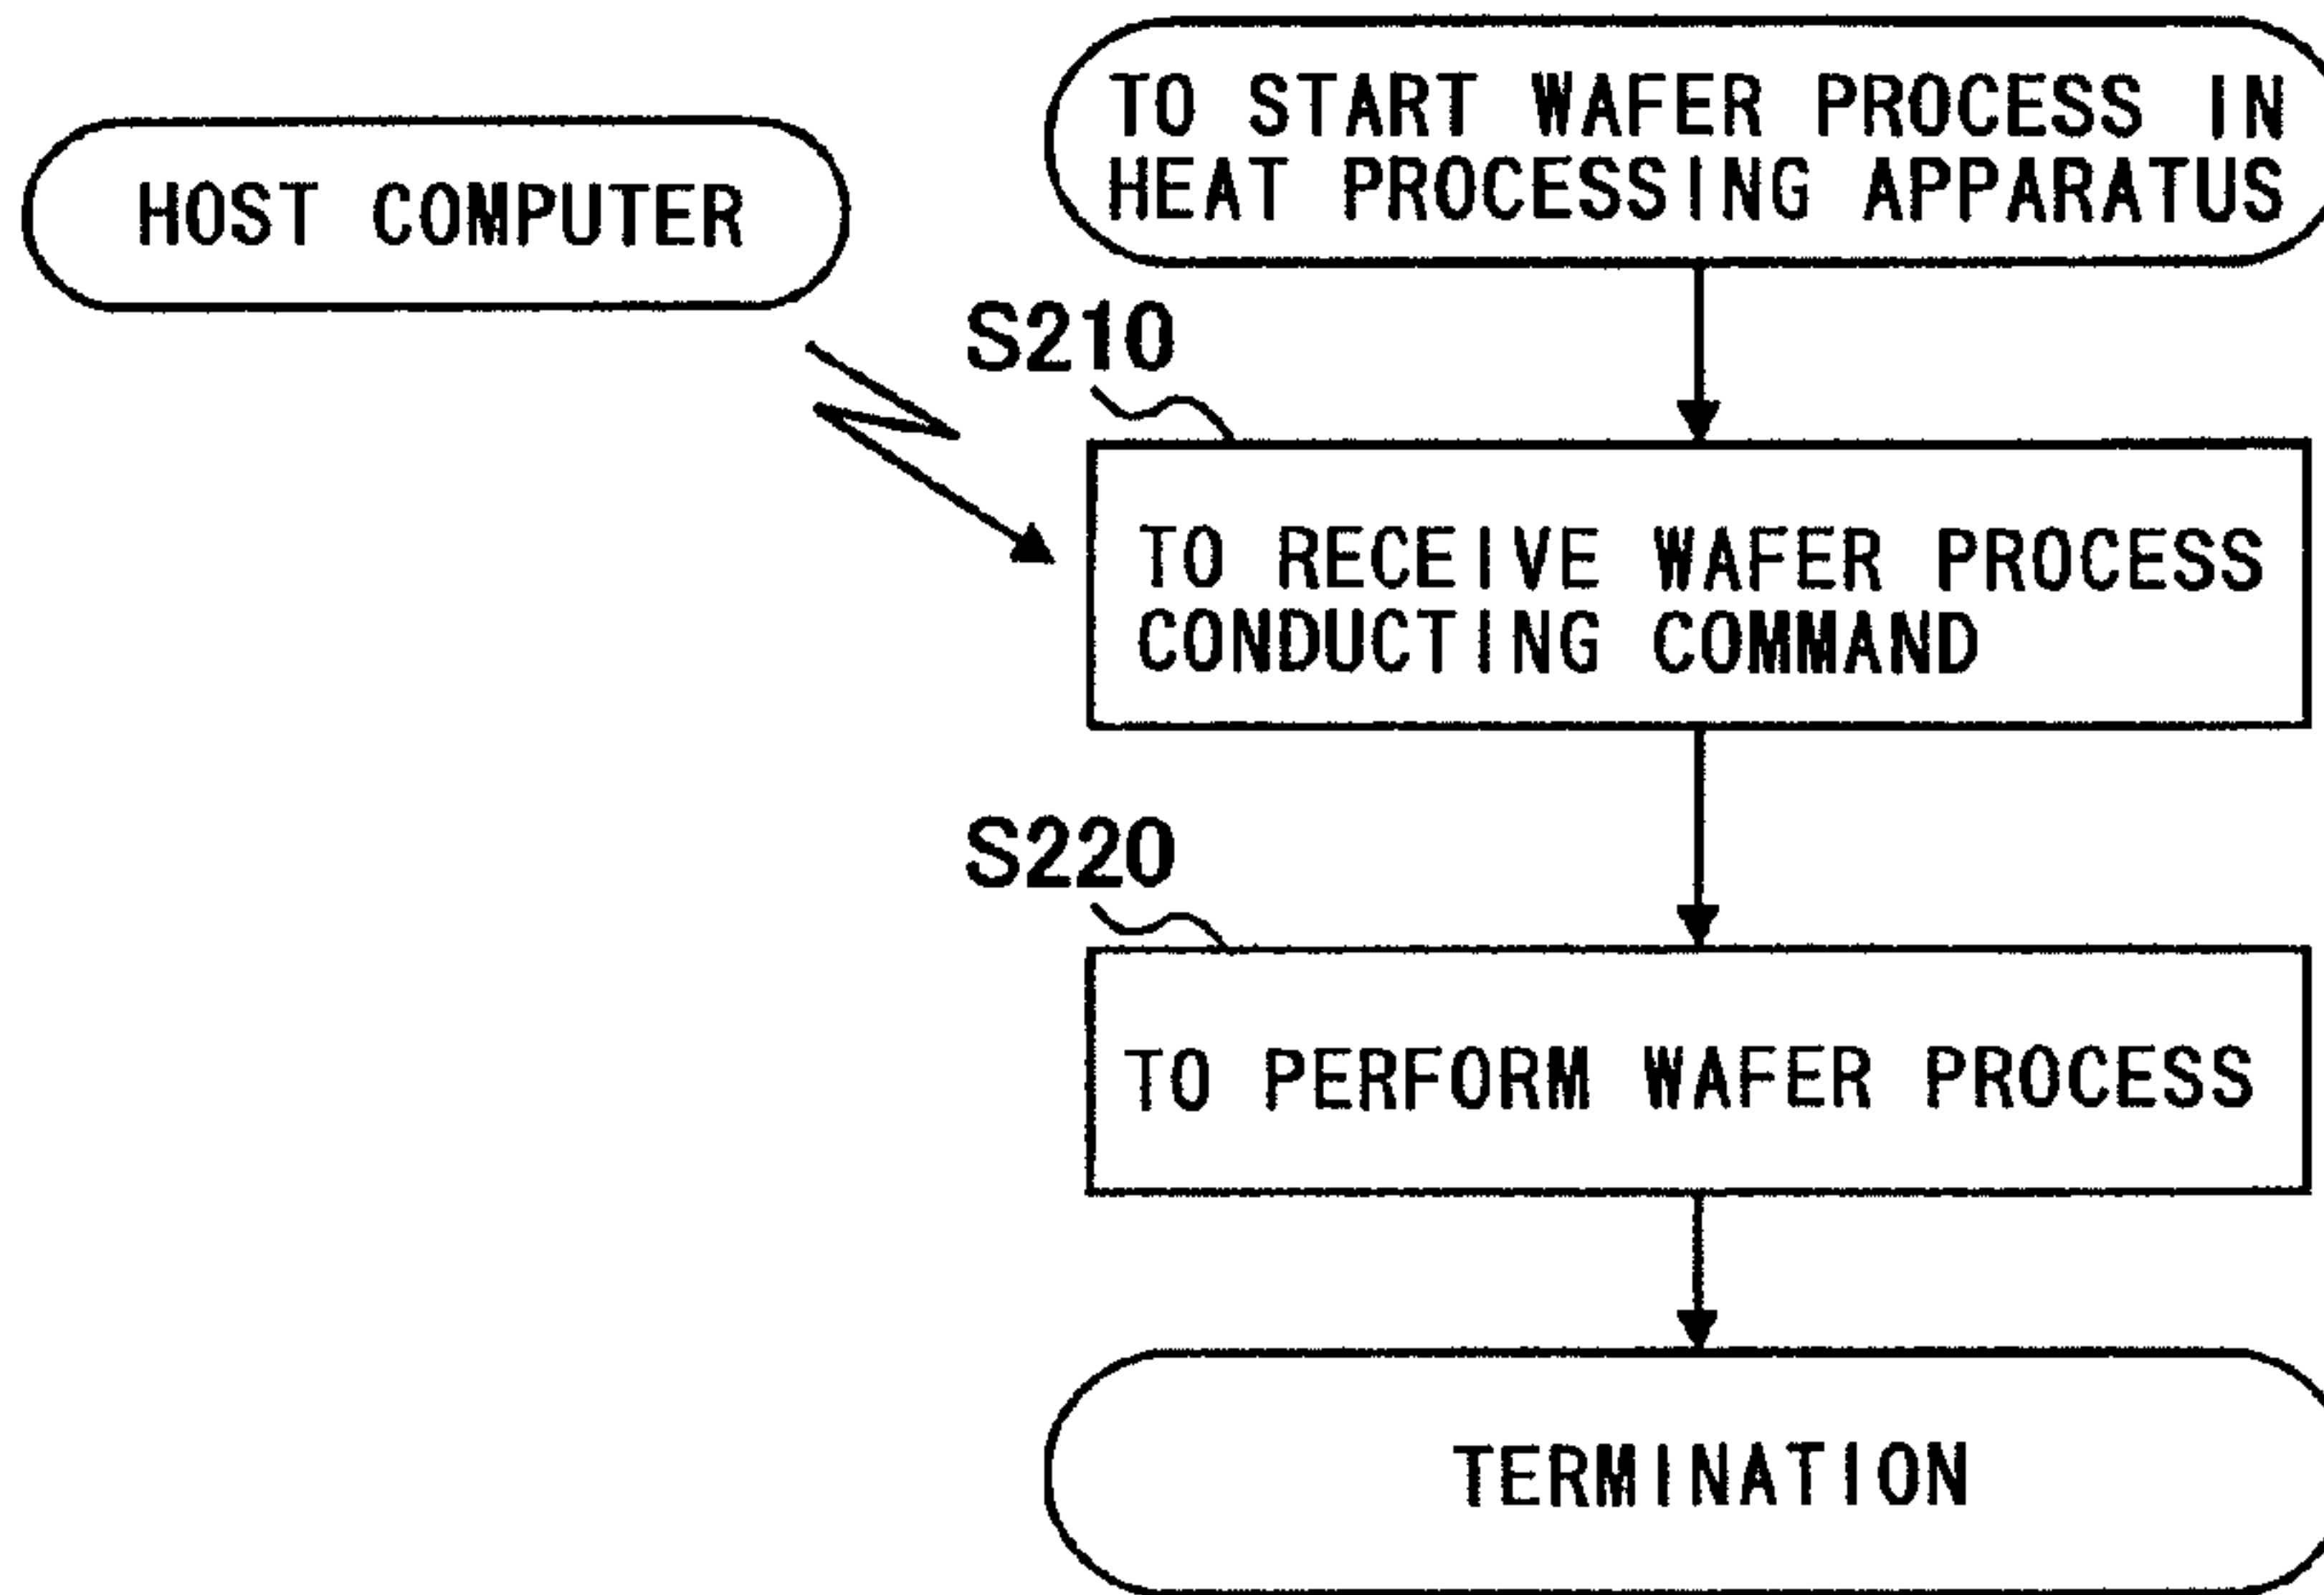 TO START WAFER PROCESS IN
HEAT PROCESSING APPARATUS
HOST COMPUTER
S210
TO RECEIVE WAFER PROCESS
CONDUCTING COMMAND
S220
TO PERFORM WAFER PROCESS
TERMINATION